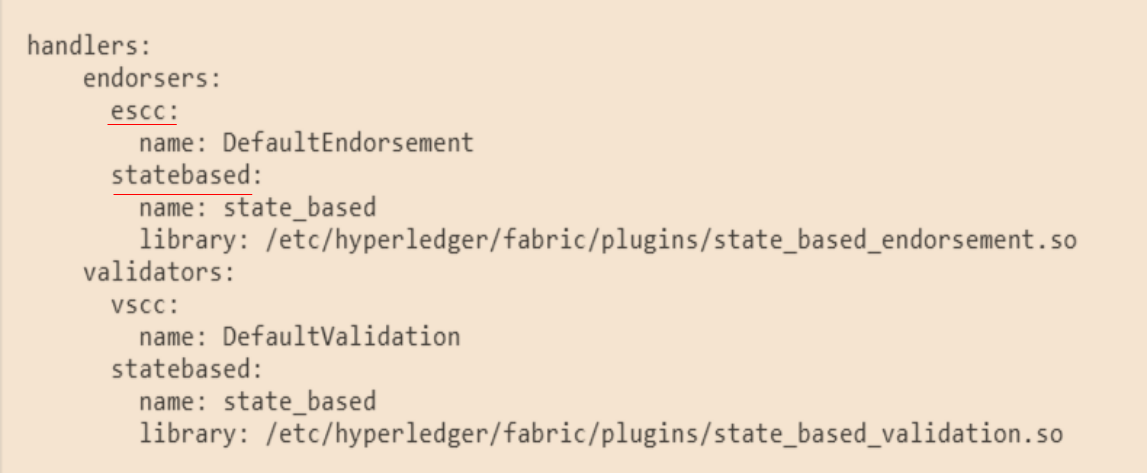 handlers:
endorsers:
escc:
name: DefaultEndorsement
statebased:
name: state_based
library: /etc/hyperledger/fabric/plugins/state_based_endorsement.so
validators:
vscc:
name: DefaultValidation
statebased:
name: state_based
library: /etc/hyperledger/fabric/plugins/state_based_validation.so